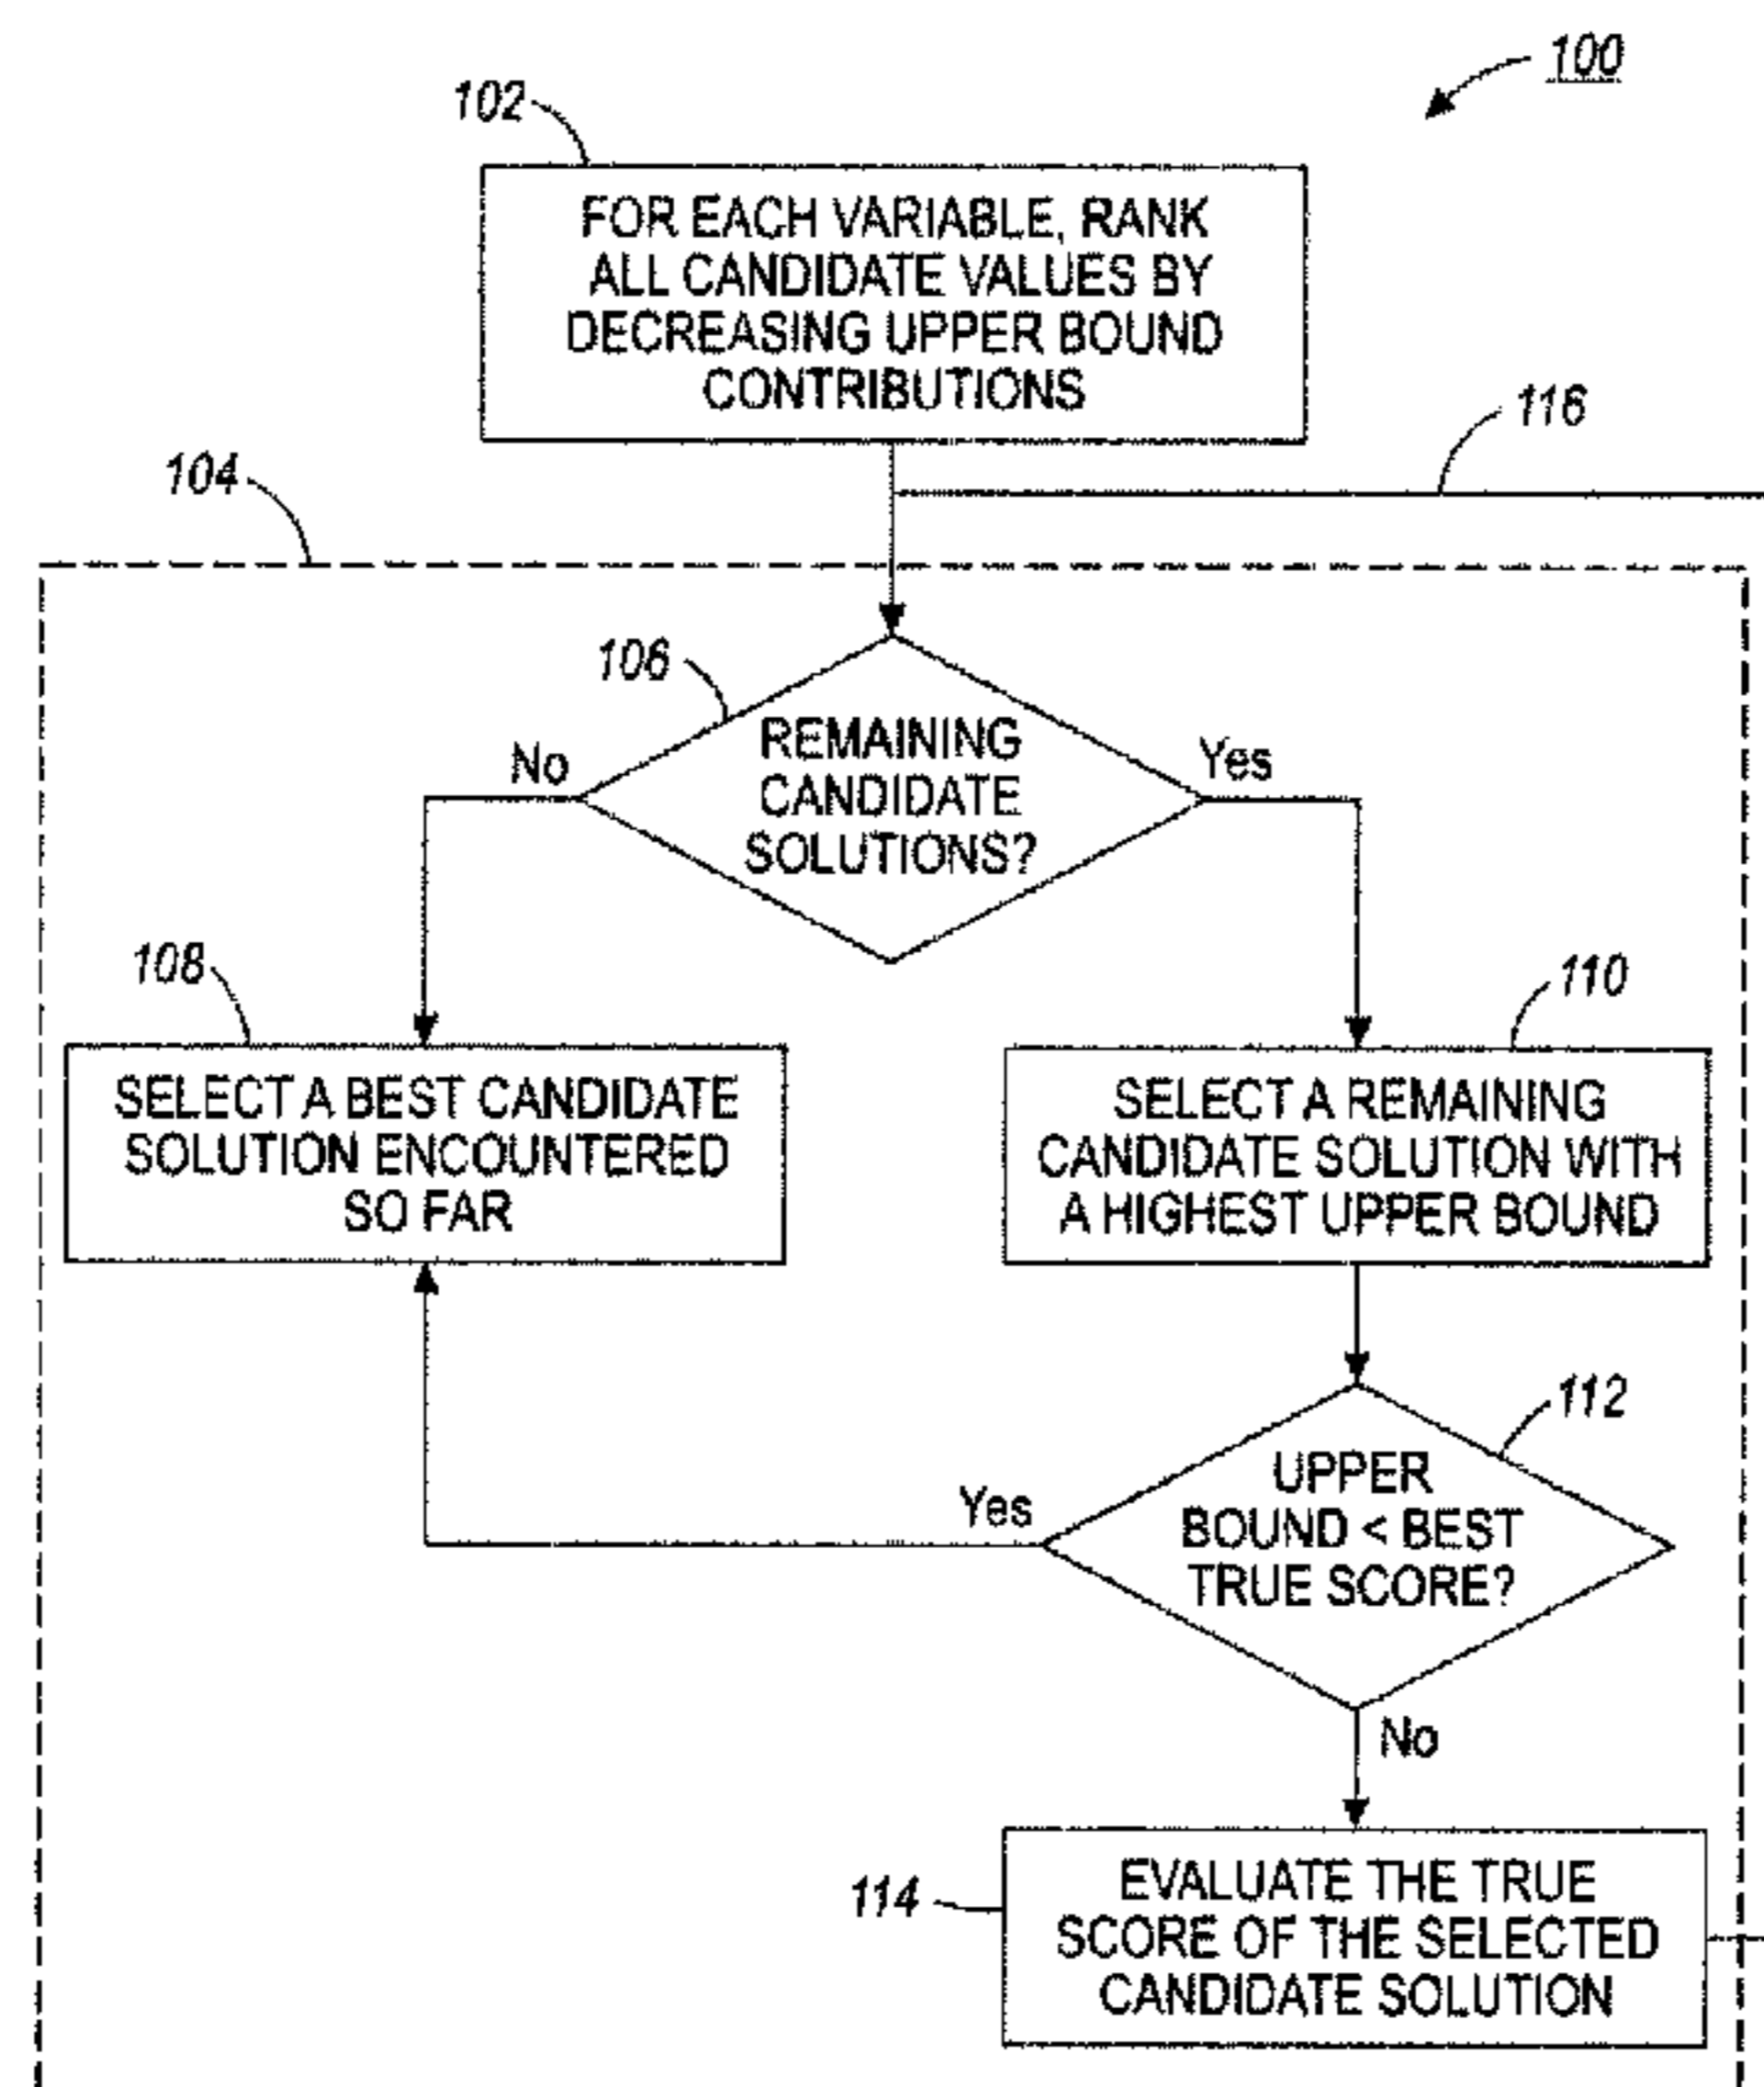 100
102
FOR EACH VARIABLE, RANK
ALL CANDIDATE VALUES BY
DECREASING UPPER BOUND
CONTRIBUTIONS
116
104
106
REMAINING
CANDIDATE
SOLUTIONS?
No
Yes
108
110
SELECT A BEST CANDIDATE
SOLUTION ENCOUNTERED
SO FAR
SELECT A REMAINING
CANDIDATE SOLUTION WITH
A HIGHEST UPPER BOUND
112
UPPER
BOUND < BEST
TRUE SCORE?
Yes
No
114
EVALUATE THE TRUE
SCORE OF THE SELECTED
CANDIDATE SOLUTION